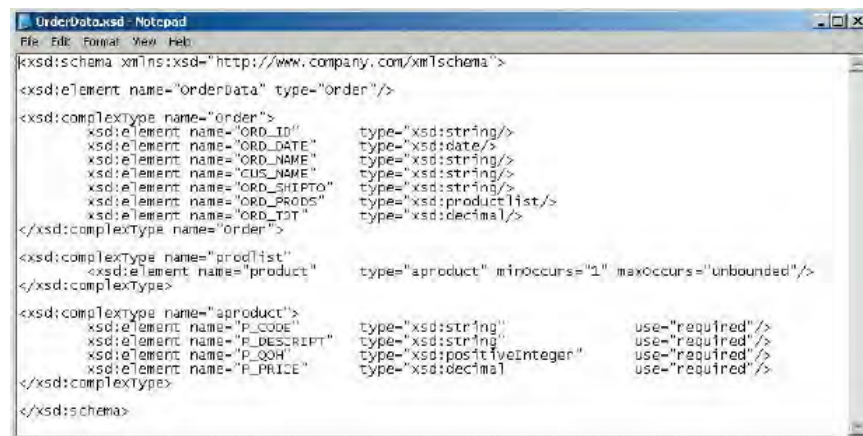 OrderData.xsd - Notepad
File Edit Format View Help
<xsd:schema xmlns:xsd="http://www.company.com/xmlschema">
<xsd:element name="OrderData" type="Order"/>
<xsd:complexType name="Order">
xsd:element name="ORD_ID" type="xsd:string/>
xsd:element name="ORD_DATE" type="xsd:date/>
xsd:element name="ORD_NAME" type="xsd:string/>
xsd:element name="CUS_NAME" type="xsd:string/>
xsd:element name="ORD_SHIPTO" type="xsd:string/>
xsd:element name="ORD_PRODS" type="xsd:productlist/>
xsd:element name="ORD_TOT" type="xsd:decimal/>
</xsd:complexType name="Order">
<xsd:complexType name="prodlist"
<xsd:element name="product" type="aproduct" minOccurs="1" maxOccurs="unbounded"/>
</xsd:complexType>
<xsd:complexType name="aproduct">
xsd:element name="P_CODE" type="xsd:string" use="required"/>
xsd:element name="P_DESCRIPT" type="xsd:string" use="required"/>
xsd:element name="P_QOH" type="xsd:positiveInteger" use="required"/>
xsd:element name="P_PRICE" type="xsd:decimal use="required"/>
</xsd:complexType>
</xsd:schema>